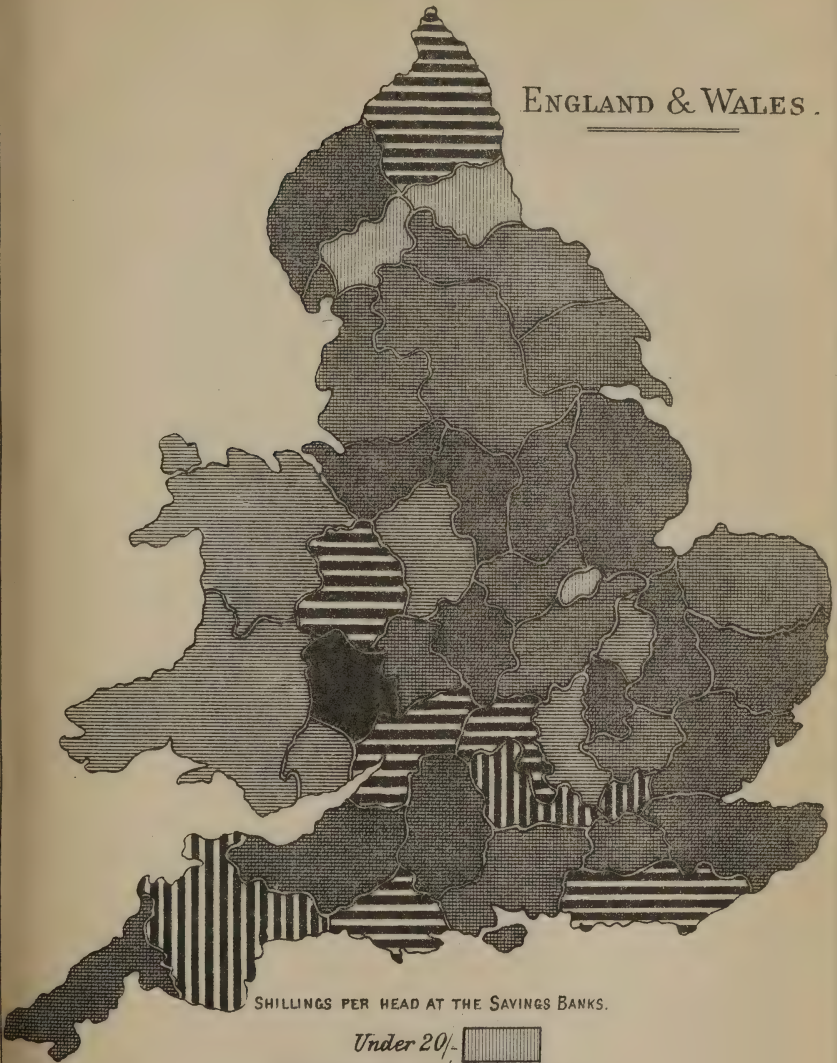 ENGLAND & WALES.
SHILLINGS PER HEAD AT THE SAVINGS BANKS.
Under 20/-